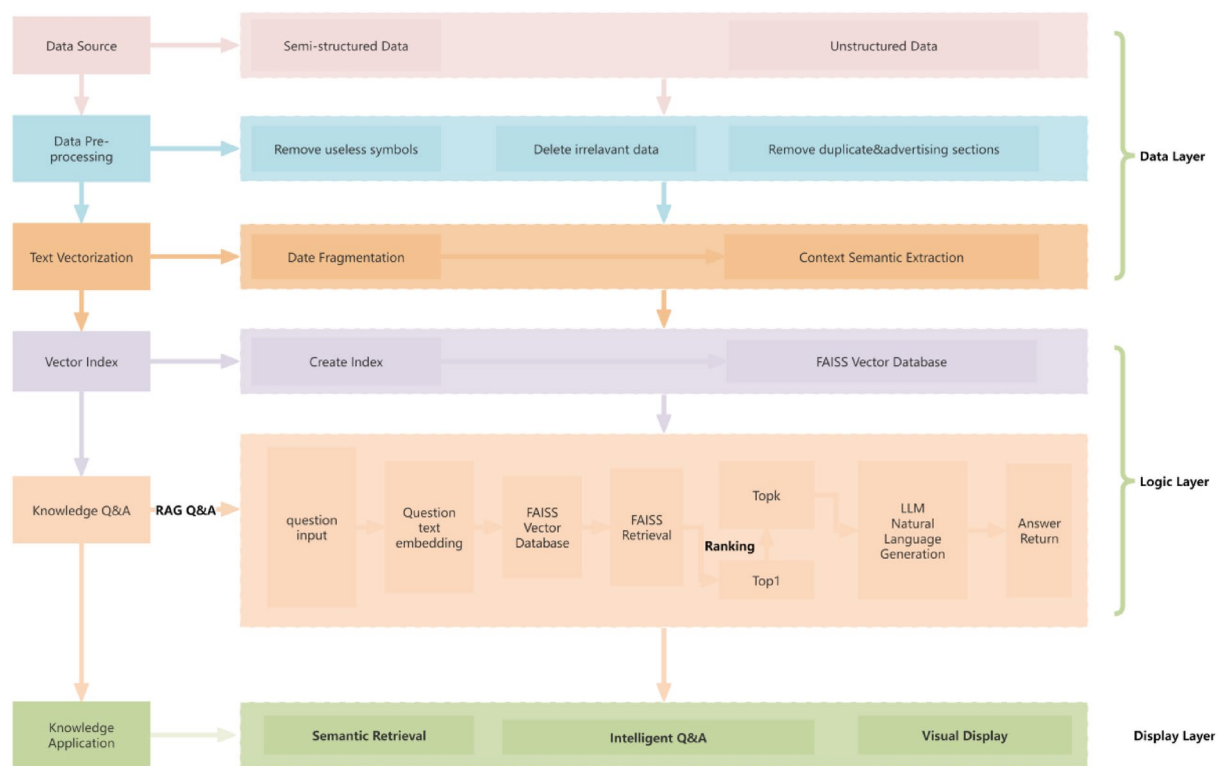 Data Source
Semi-structured Data
Unstructured Data
Data Pre-
processing
Remove useless symbols
Delete irrelavant data
Remove duplicate&advertising sections
Data Layer
Text Vectorization
Date Fragmentation
Context Semantic Extraction
Vector Index
Create Index
FAISS Vector Database
Knowledge Q&A
RAG Q&A
question
input
Question
text
embedding
FAISS
Vector
Database
FAISS
Retrieval
Ranking
Topk
Top1
LLM
Natural
Language
Generation
Answer
Return
Logic Layer
Knowledge
Application
Semantic Retrieval
Intelligent Q&A
Visual Display
Display Layer